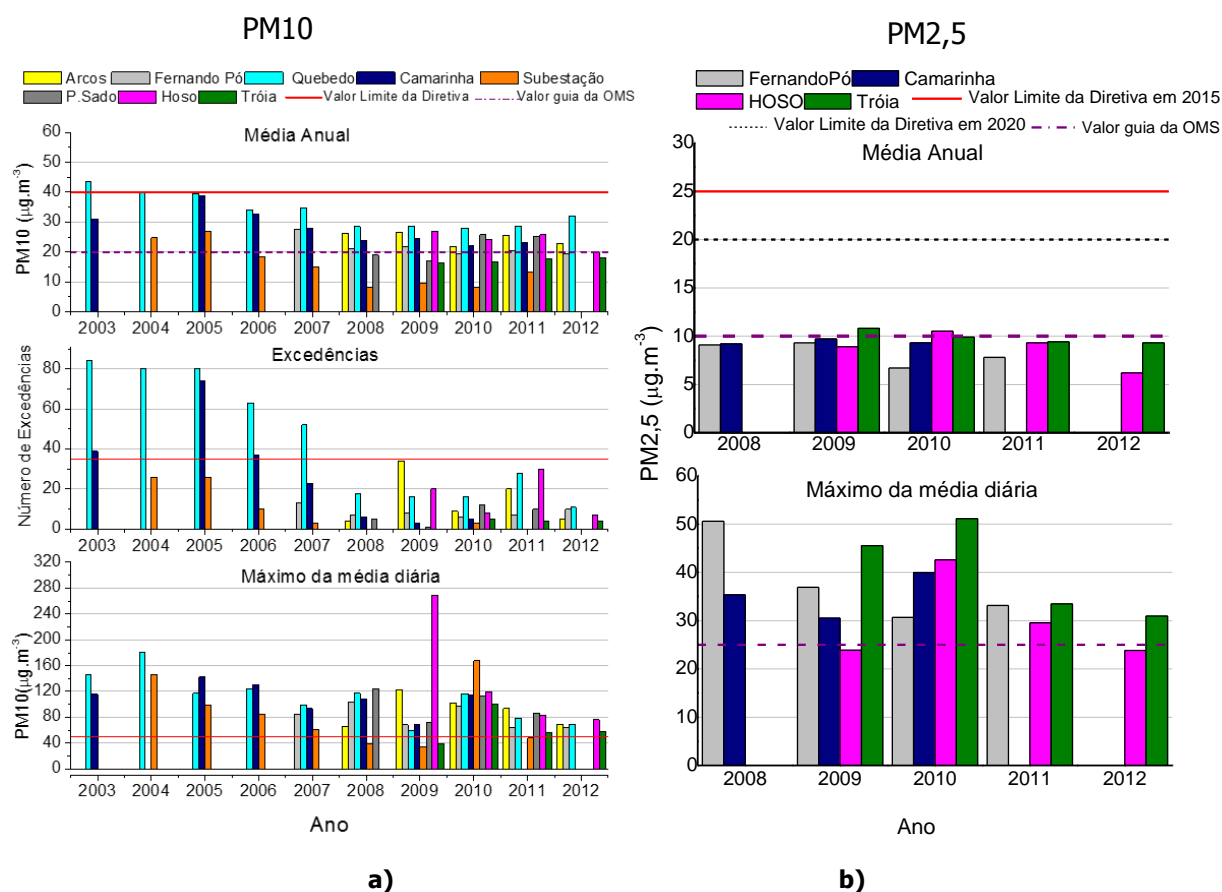 PM10
Arcos Fernando Pó Quebedo Camarinha Subestação
P.Sado Hoso Tróia Valor Limite da Diretiva Valor guia da OMS
Média Anual
60
50
40
30
20
10
0
PM10 (µg.m-3)
2003 2004 2005 2006 2007 2008 2009 2010 2011 2012
Excedências
80
60
40
20
0
Número de Excedências
2003 2004 2005 2006 2007 2008 2009 2010 2011 2012
Máximo da média diária
320
280
240
200
160
120
80
40
0
PM10(µg.m-3)
2003 2004 2005 2006 2007 2008 2009 2010 2011 2012
Ano
a)
PM2,5
FernandoPó Camarinha
HOSO Tróia Valor Limite da Diretiva em 2015
Valor Limite da Diretiva em 2020 Valor guia da OMS
Média Anual
30
25
20
15
10
5
0
PM2,5 (µg.m-3)
2008 2009 2010 2011 2012
Máximo da média diária
50
40
30
20
10
0
2008 2009 2010 2011 2012
Ano
b)